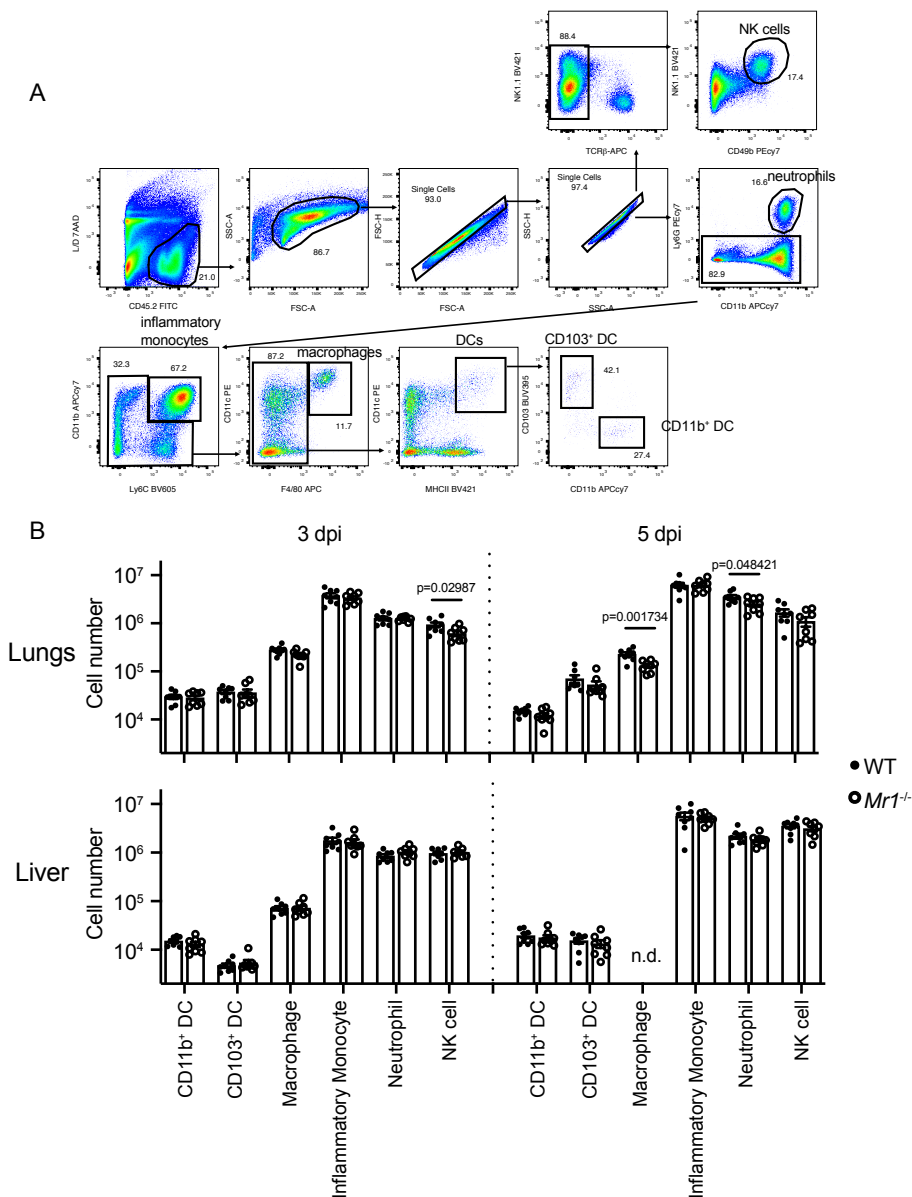 A
88.4
NK1.1 BV421
TCRβ-APC
NK cells
17.4
NK1.1 BV421
CD49b PEcy7
21.0
L/D 7AAD
CD45.2 FITC
86.7
SSC-A
FSC-A
Single Cells
93.0
FSC-H
FSC-A
Single Cells
97.4
SSC-H
SSC-A
neutrophils
16.6
82.9
Ly6G PEcy7
CD11b APCcy7
inflammatory
monocytes
32.3
67.2
CD11b APCcy7
Ly6C BV605
macrophages
87.2
11.7
CD11c PE
F4/80 APC
DCs
CD11c PE
MHCII BV421
CD103⁺ DC
42.1
CD11b⁺ DC
27.4
CD103 BUV395
CD11b APCcy7
B
3 dpi
5 dpi
Lungs
Cell number
10⁷
10⁶
10⁵
10⁴
p=0.02987
p=0.001734
p=0.048421
WT
Mr1⁻/⁻
Liver
Cell number
10⁷
10⁶
10⁵
10⁴
n.d.
CD11b⁺ DC
CD103⁺ DC
Macrophage
Inflammatory Monocyte
Neutrophil
NK cell
CD11b⁺ DC
CD103⁺ DC
Macrophage
Inflammatory Monocyte
Neutrophil
NK cell